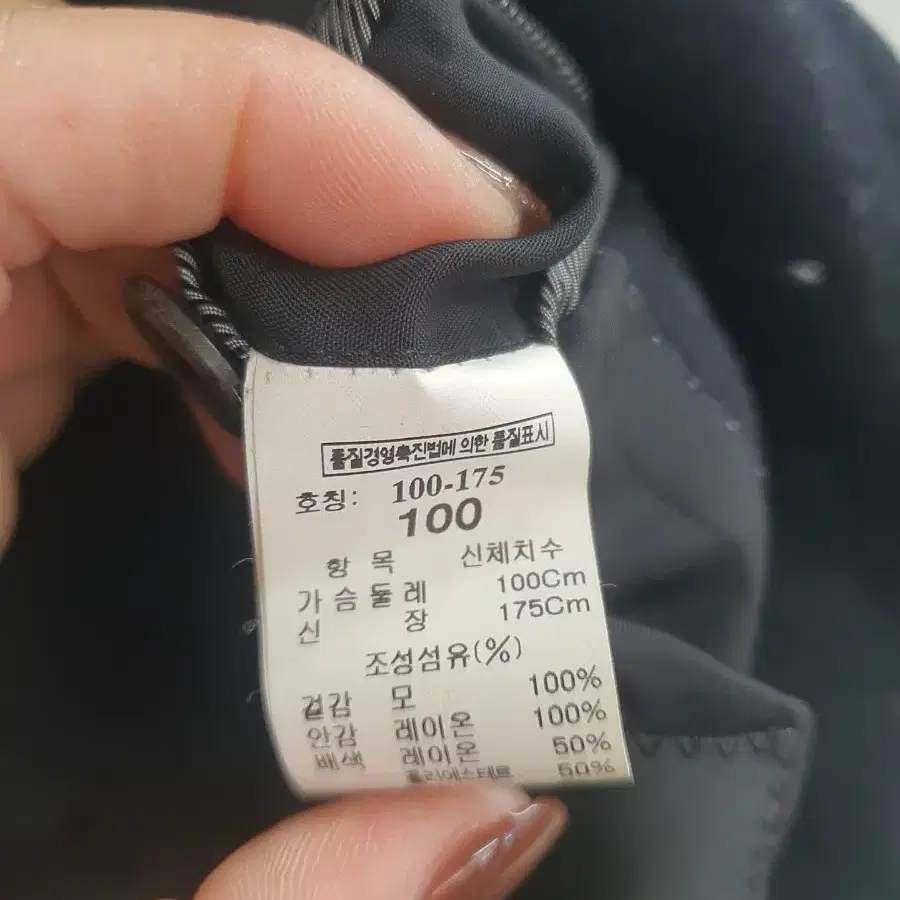 품질경영촉진법에 의한 품질표시
호칭: 100-175
100
항 목 신체치수
가 슴 둘 레 100Cm
신 장 175Cm
조성섬유(%)
겉감 모 100%
안감 레이온 100%
배색 레이온 50%
폴리에스테르 50%